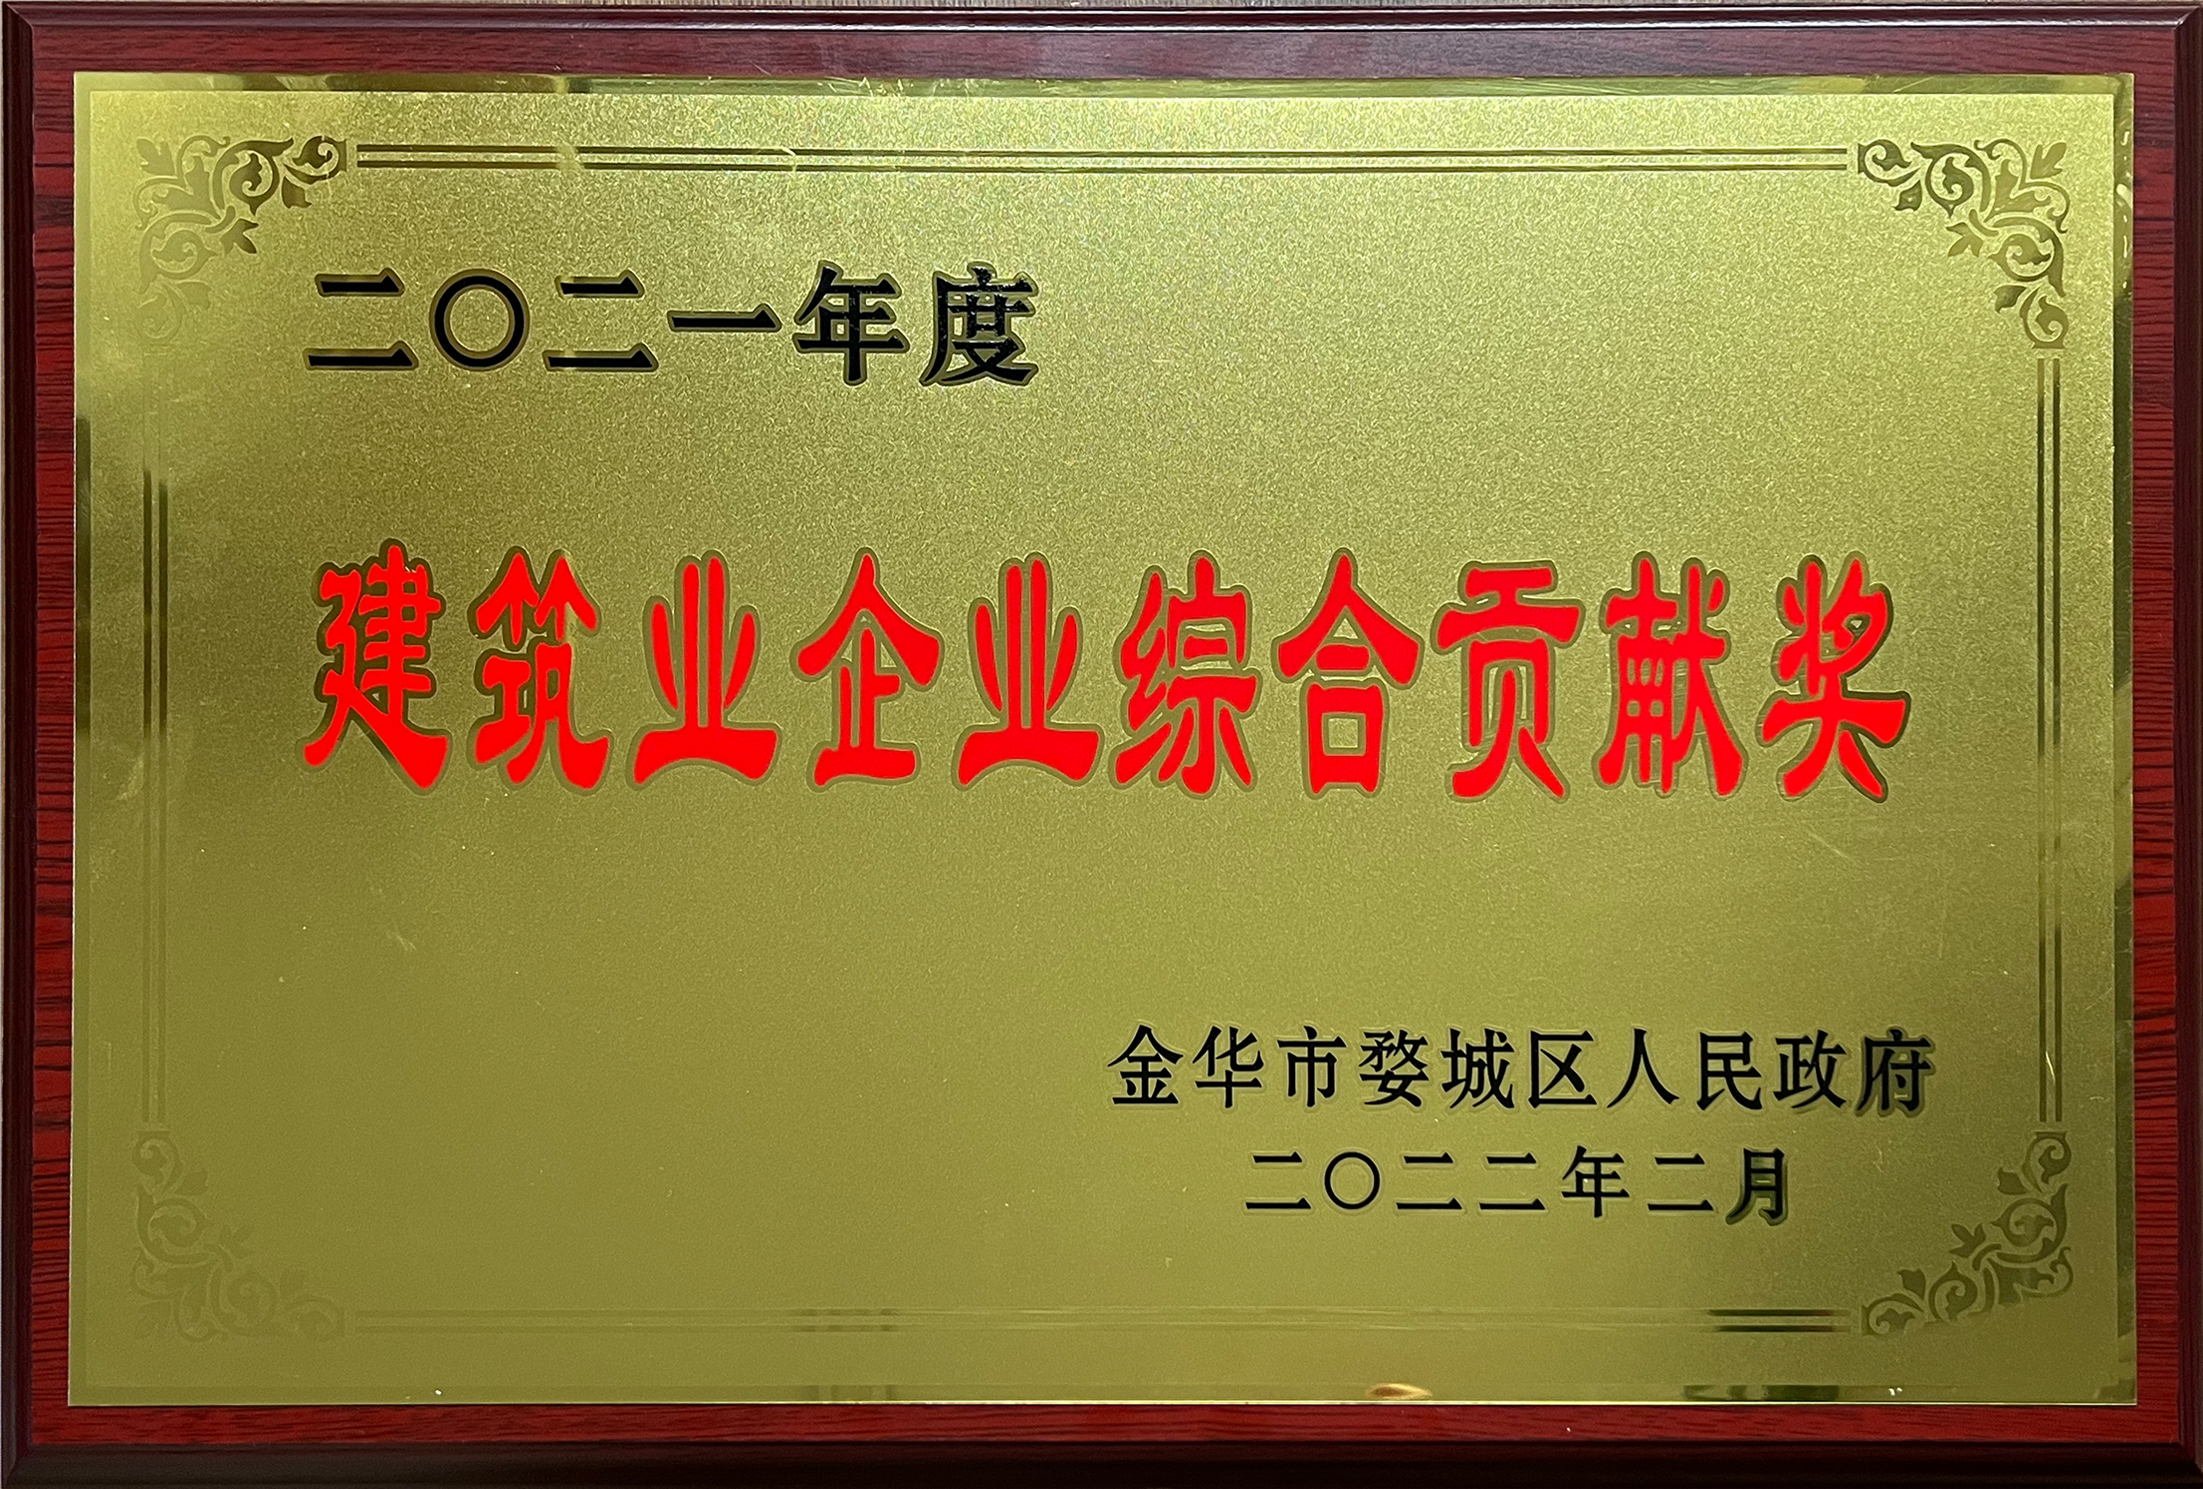 二〇二一年度
建筑业企业综合贡献奖
金华市婺城区人民政府
二〇二二年二月